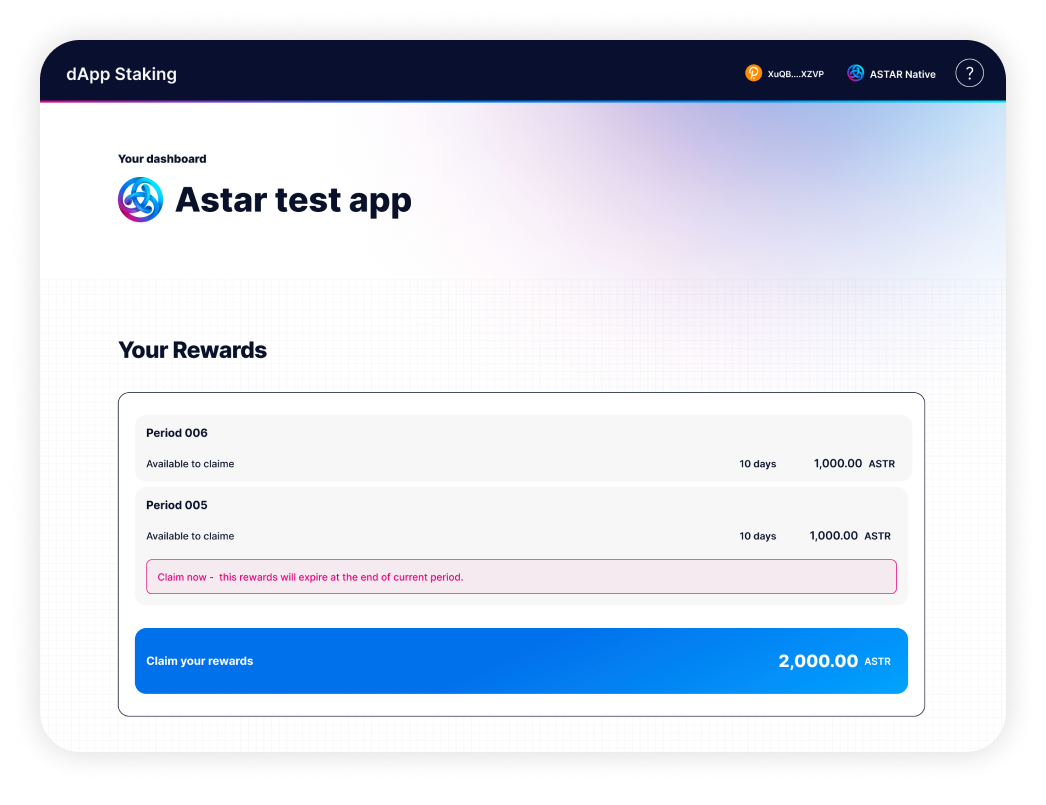 dApp Staking
XuQB....XZVP
ASTAR Native
?
Your dashboard
Astar test app
Your Rewards
Period 006
Available to claime 10 days 1,000.00 ASTR
Period 005
Available to claime 10 days 1,000.00 ASTR
Claim now - this rewards will expire at the end of current period.
Claim your rewards 2,000.00 ASTR